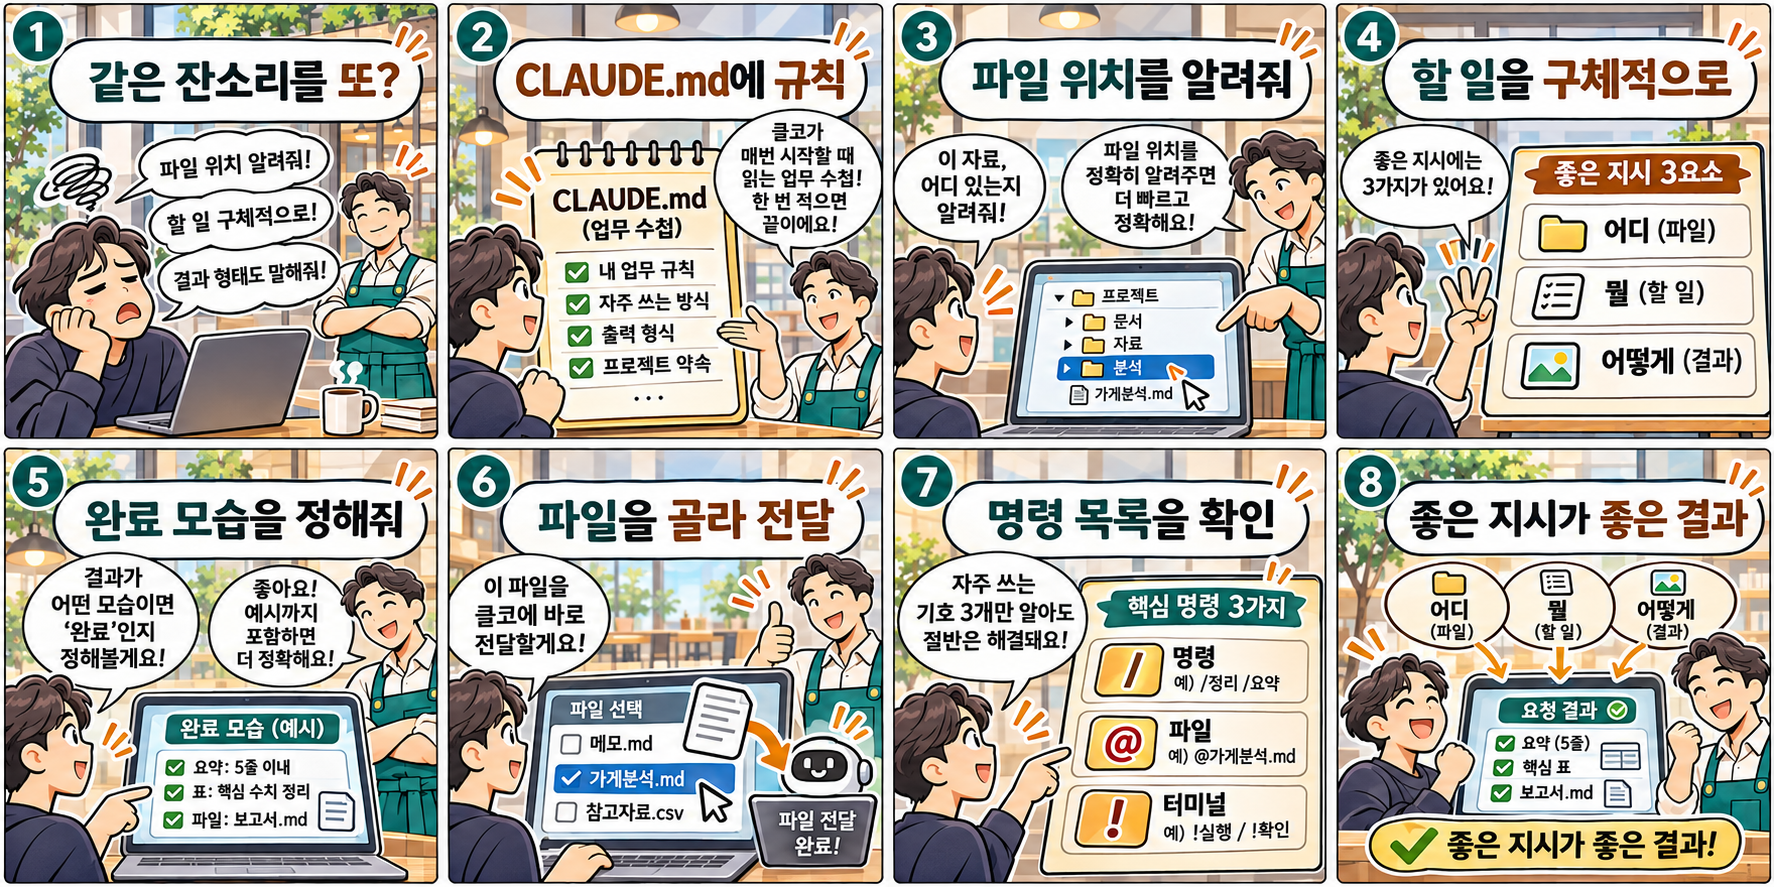 1
같은 잔소리를 또?
파일 위치 알려줘!
할 일 구체적으로!
결과 형태도 말해줘!
2
CLAUDE.md에 규칙
클코가
매번 시작할 때
읽는 업무 수첩!
한 번 적으면
끝이에요!
CLAUDE.md
(업무 수첩)
내 업무 규칙
자주 쓰는 방식
출력 형식
프로젝트 약속
...
3
파일 위치를 알려줘
이 자료,
어디 있는지
알려줘!
파일 위치를
정확히 알려주면
더 빠르고
정확해요!
프로젝트
문서
자료
분석
가게분석.md
4
할 일을 구체적으로
좋은 지시에는
3가지가 있어요!
좋은 지시 3요소
어디 (파일)
뭘 (할 일)
어떻게 (결과)
5
완료 모습을 정해줘
결과가
어떤 모습이면
‘완료’인지
정해볼게요!
좋아요!
예시까지
포함하면
더 정확해요!
완료 모습 (예시)
요약: 5줄 이내
표: 핵심 수치 정리
파일: 보고서.md
6
파일을 골라 전달
이 파일을
클코에 바로
전달할게요!
파일 선택
메모.md
가게분석.md
참고자료.csv
파일 전달
완료!
7
명령 목록을 확인
자주 쓰는
기호 3개만 알아도
절반은 해결돼요!
핵심 명령 3가지
/ 명령
예) /정리 /요약
@ 파일
예) @가게분석.md
! 터미널
예) !실행 / !확인
8
좋은 지시가 좋은 결과
어디
(파일)
뭘
(할 일)
어떻게
(결과)
요청 결과
요약 (5줄)
핵심 표
보고서.md
좋은 지시가 좋은 결과!